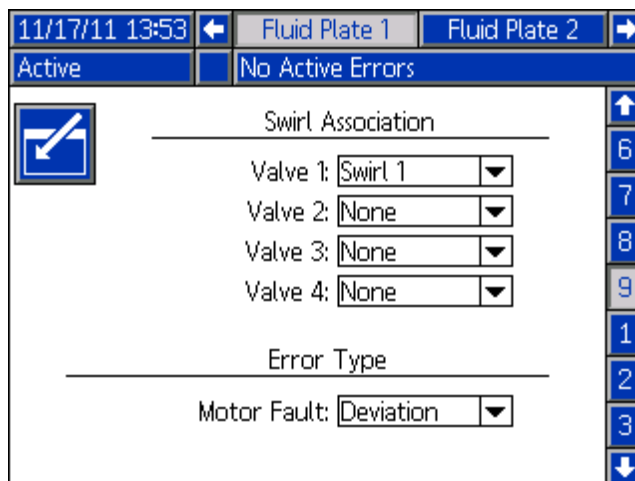 11/17/11 13:53 Fluid Plate 1 Fluid Plate 2
Active No Active Errors
Swirl Association
Valve 1: Swirl 1
Valve 2: None
Valve 3: None
Valve 4: None
Error Type
Motor Fault: Deviation
6
7
8
9
1
2
3